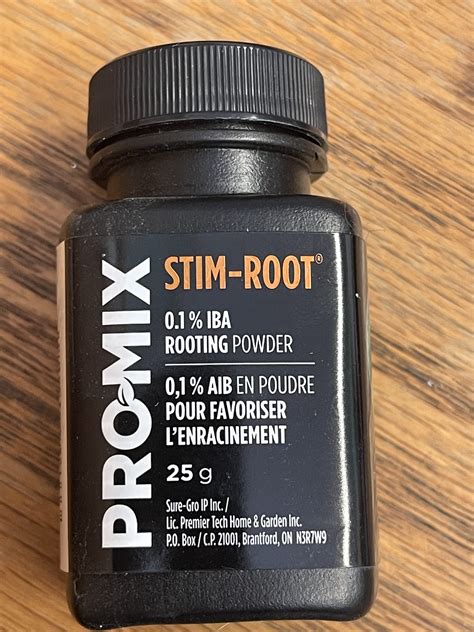 PRO-MIX
STIM-ROOT®
0.1 % IBA
ROOTING POWDER
0,1 % AIB EN POUDRE
POUR FAVORISER
L'ENRACINEMENT
25 g
Sure-Gro IP Inc. /
Lic. Premier Tech Home & Garden Inc.
P.O. Box / C.P. 21001, Brantford, ON N3R7W9